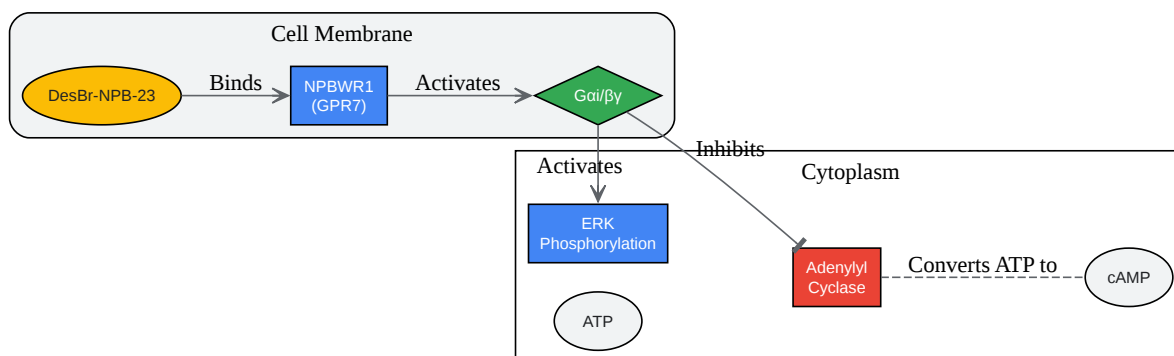 Cell Membrane
DesBr-NPB-23
Binds
NPBWR1
(GPR7)
Activates
Gαi/βγ
Inhibits
Activates
Cytoplasm
ERK
Phosphorylation
Adenylyl
Cyclase
Converts ATP to
cAMP
ATP